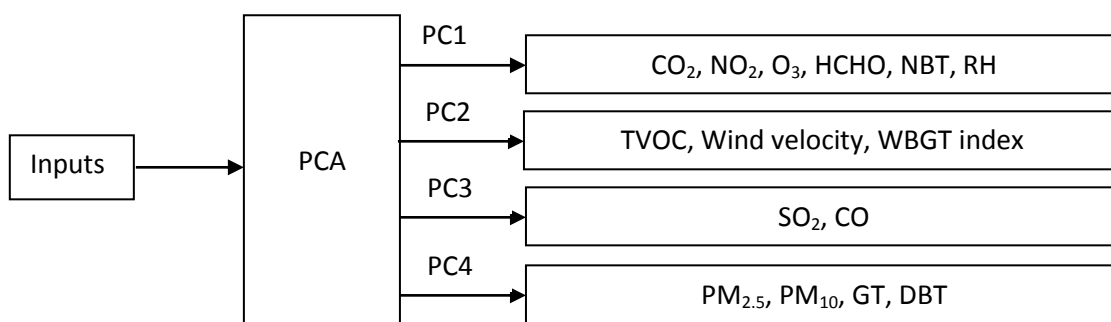 Inputs
PCA
PC1
CO₂, NO₂, O₃, HCHO, NBT, RH
PC2
TVOC, Wind velocity, WBGT index
PC3
SO₂, CO
PC4
PM₂.₅, PM₁₀, GT, DBT